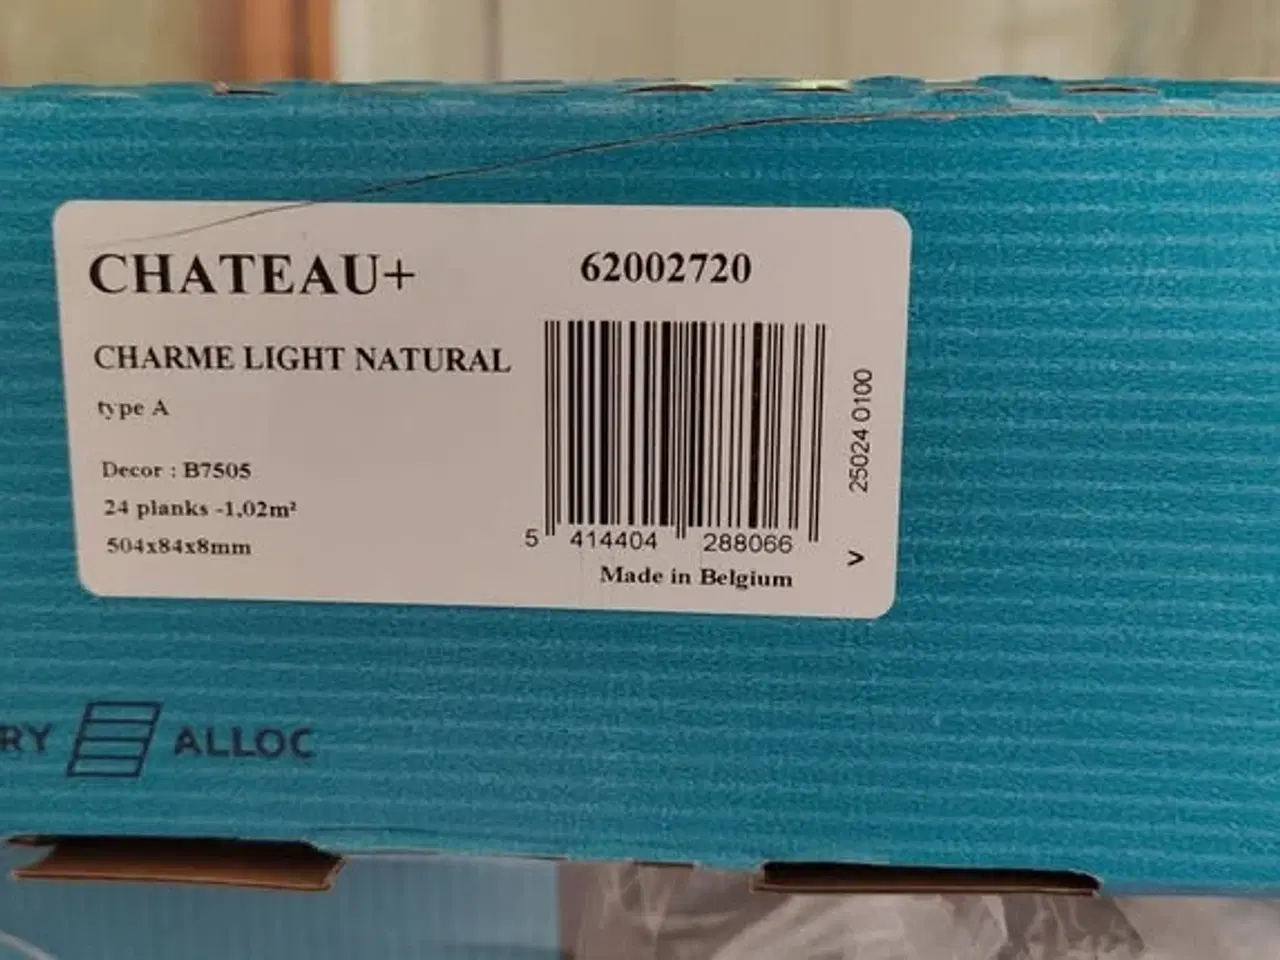 CHATEAU+
62002720
CHARME LIGHT NATURAL
type A
Decor : B7505
24 planks -1,02m²
504x84x8mm
5 414404 288066
Made in Belgium
25024 0100
>
RY ALLOC